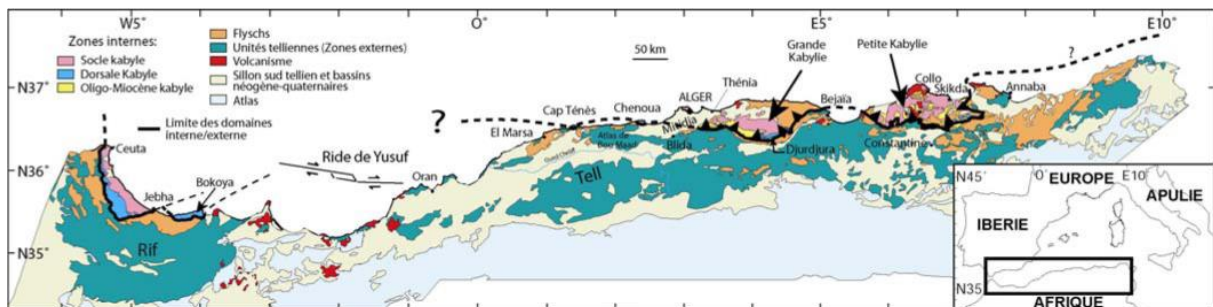 W5°
O°
E5°
E10°
Zones internes:
Socle kabyle
Dorsale Kabyle
Oligo-Miocène kabyle
Flyschs
Unités telliennes (Zones externes)
Volcanisme
Sillon sud tellien et bassins
néogène-quaternaires
Atlas
Limite des domaines
interne/externe
50 km
Grande
Kabylie
Petite Kabylie
?
N37°
N36°
N35°
?
Ceuta
Jebha
Bokoya
Rif
Ride de Yusuf
Oran
El Marsa
Cap Ténès
Chenoua
ALGER
Thénia
Mitidja
Blida
Atlas de
Bou Maad
Tell
Djurdjura
Bejaïa
Collo
Skikda
Annaba
Constantine
N45°
0°
EUROPE
E10
APULIE
IBERIE
N35
AFRIQUE